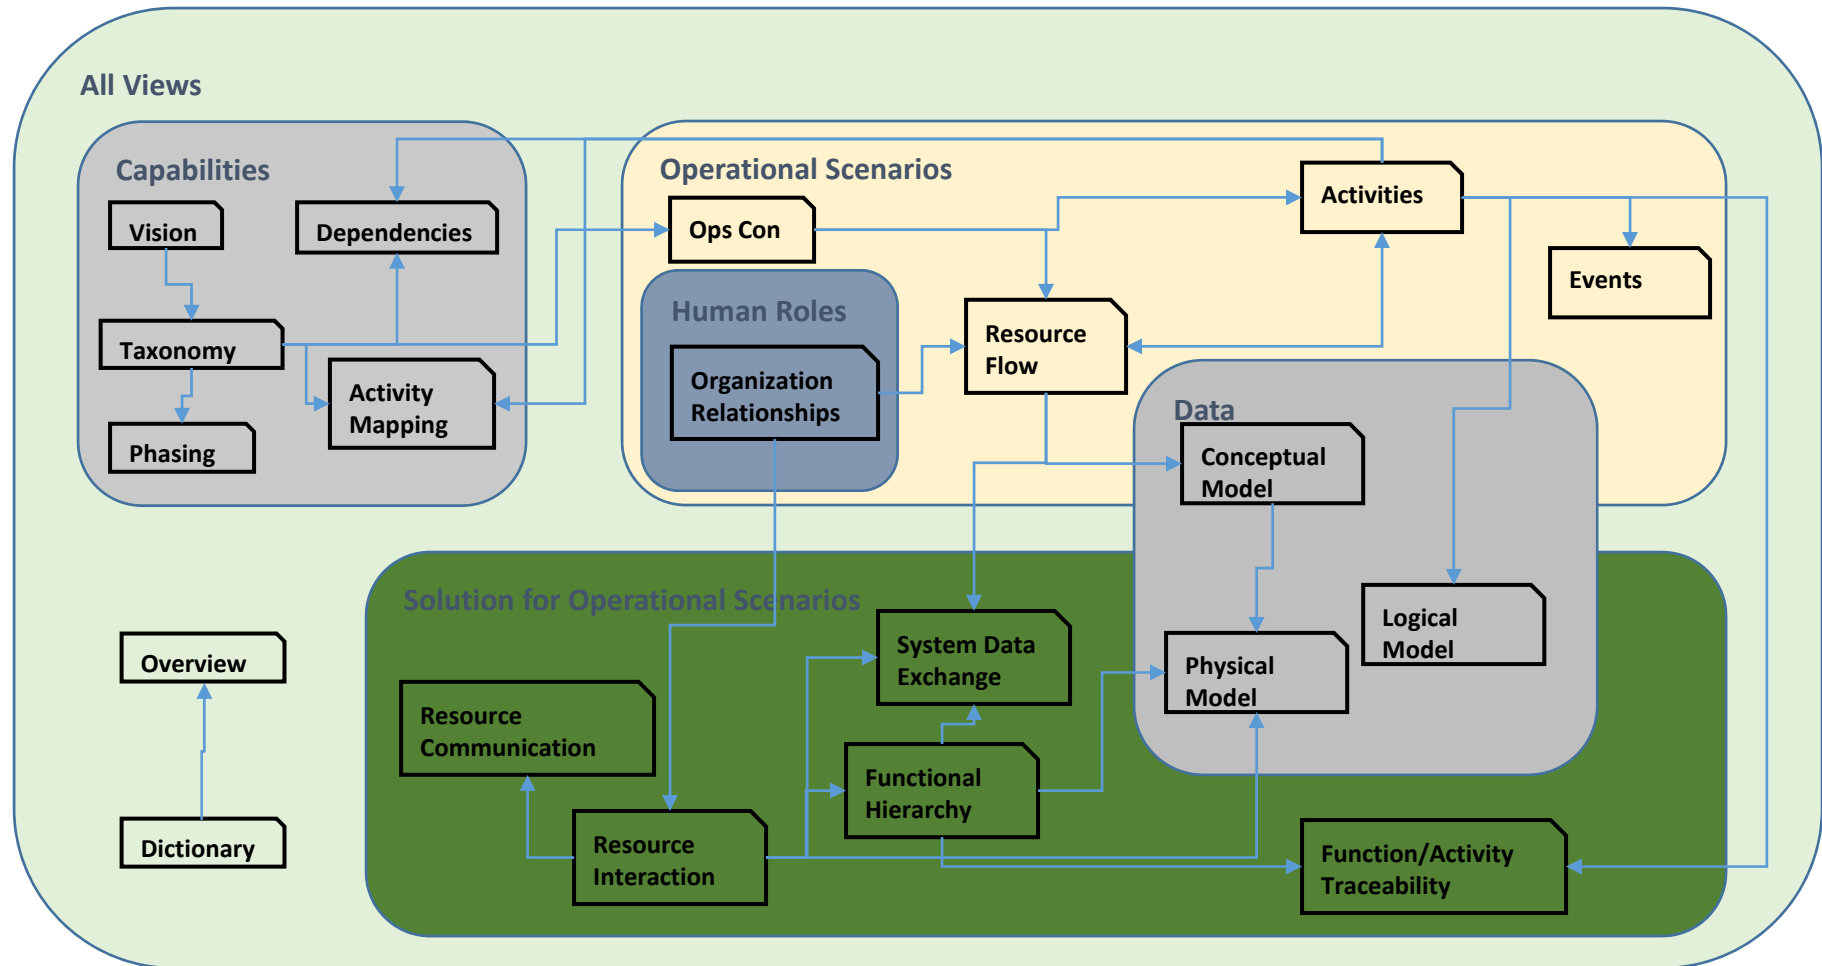 All Views
Capabilities
Vision
Dependencies
Taxonomy
Activity
Mapping
Phasing
Operational Scenarios
Ops Con
Activities
Events
Human Roles
Organization
Relationships
Resource
Flow
Data
Conceptual
Model
Logical
Model
Physical
Model
Solution for Operational Scenarios
System Data
Exchange
Resource
Communication
Functional
Hierarchy
Resource
Interaction
Function/Activity
Traceability
Overview
Dictionary